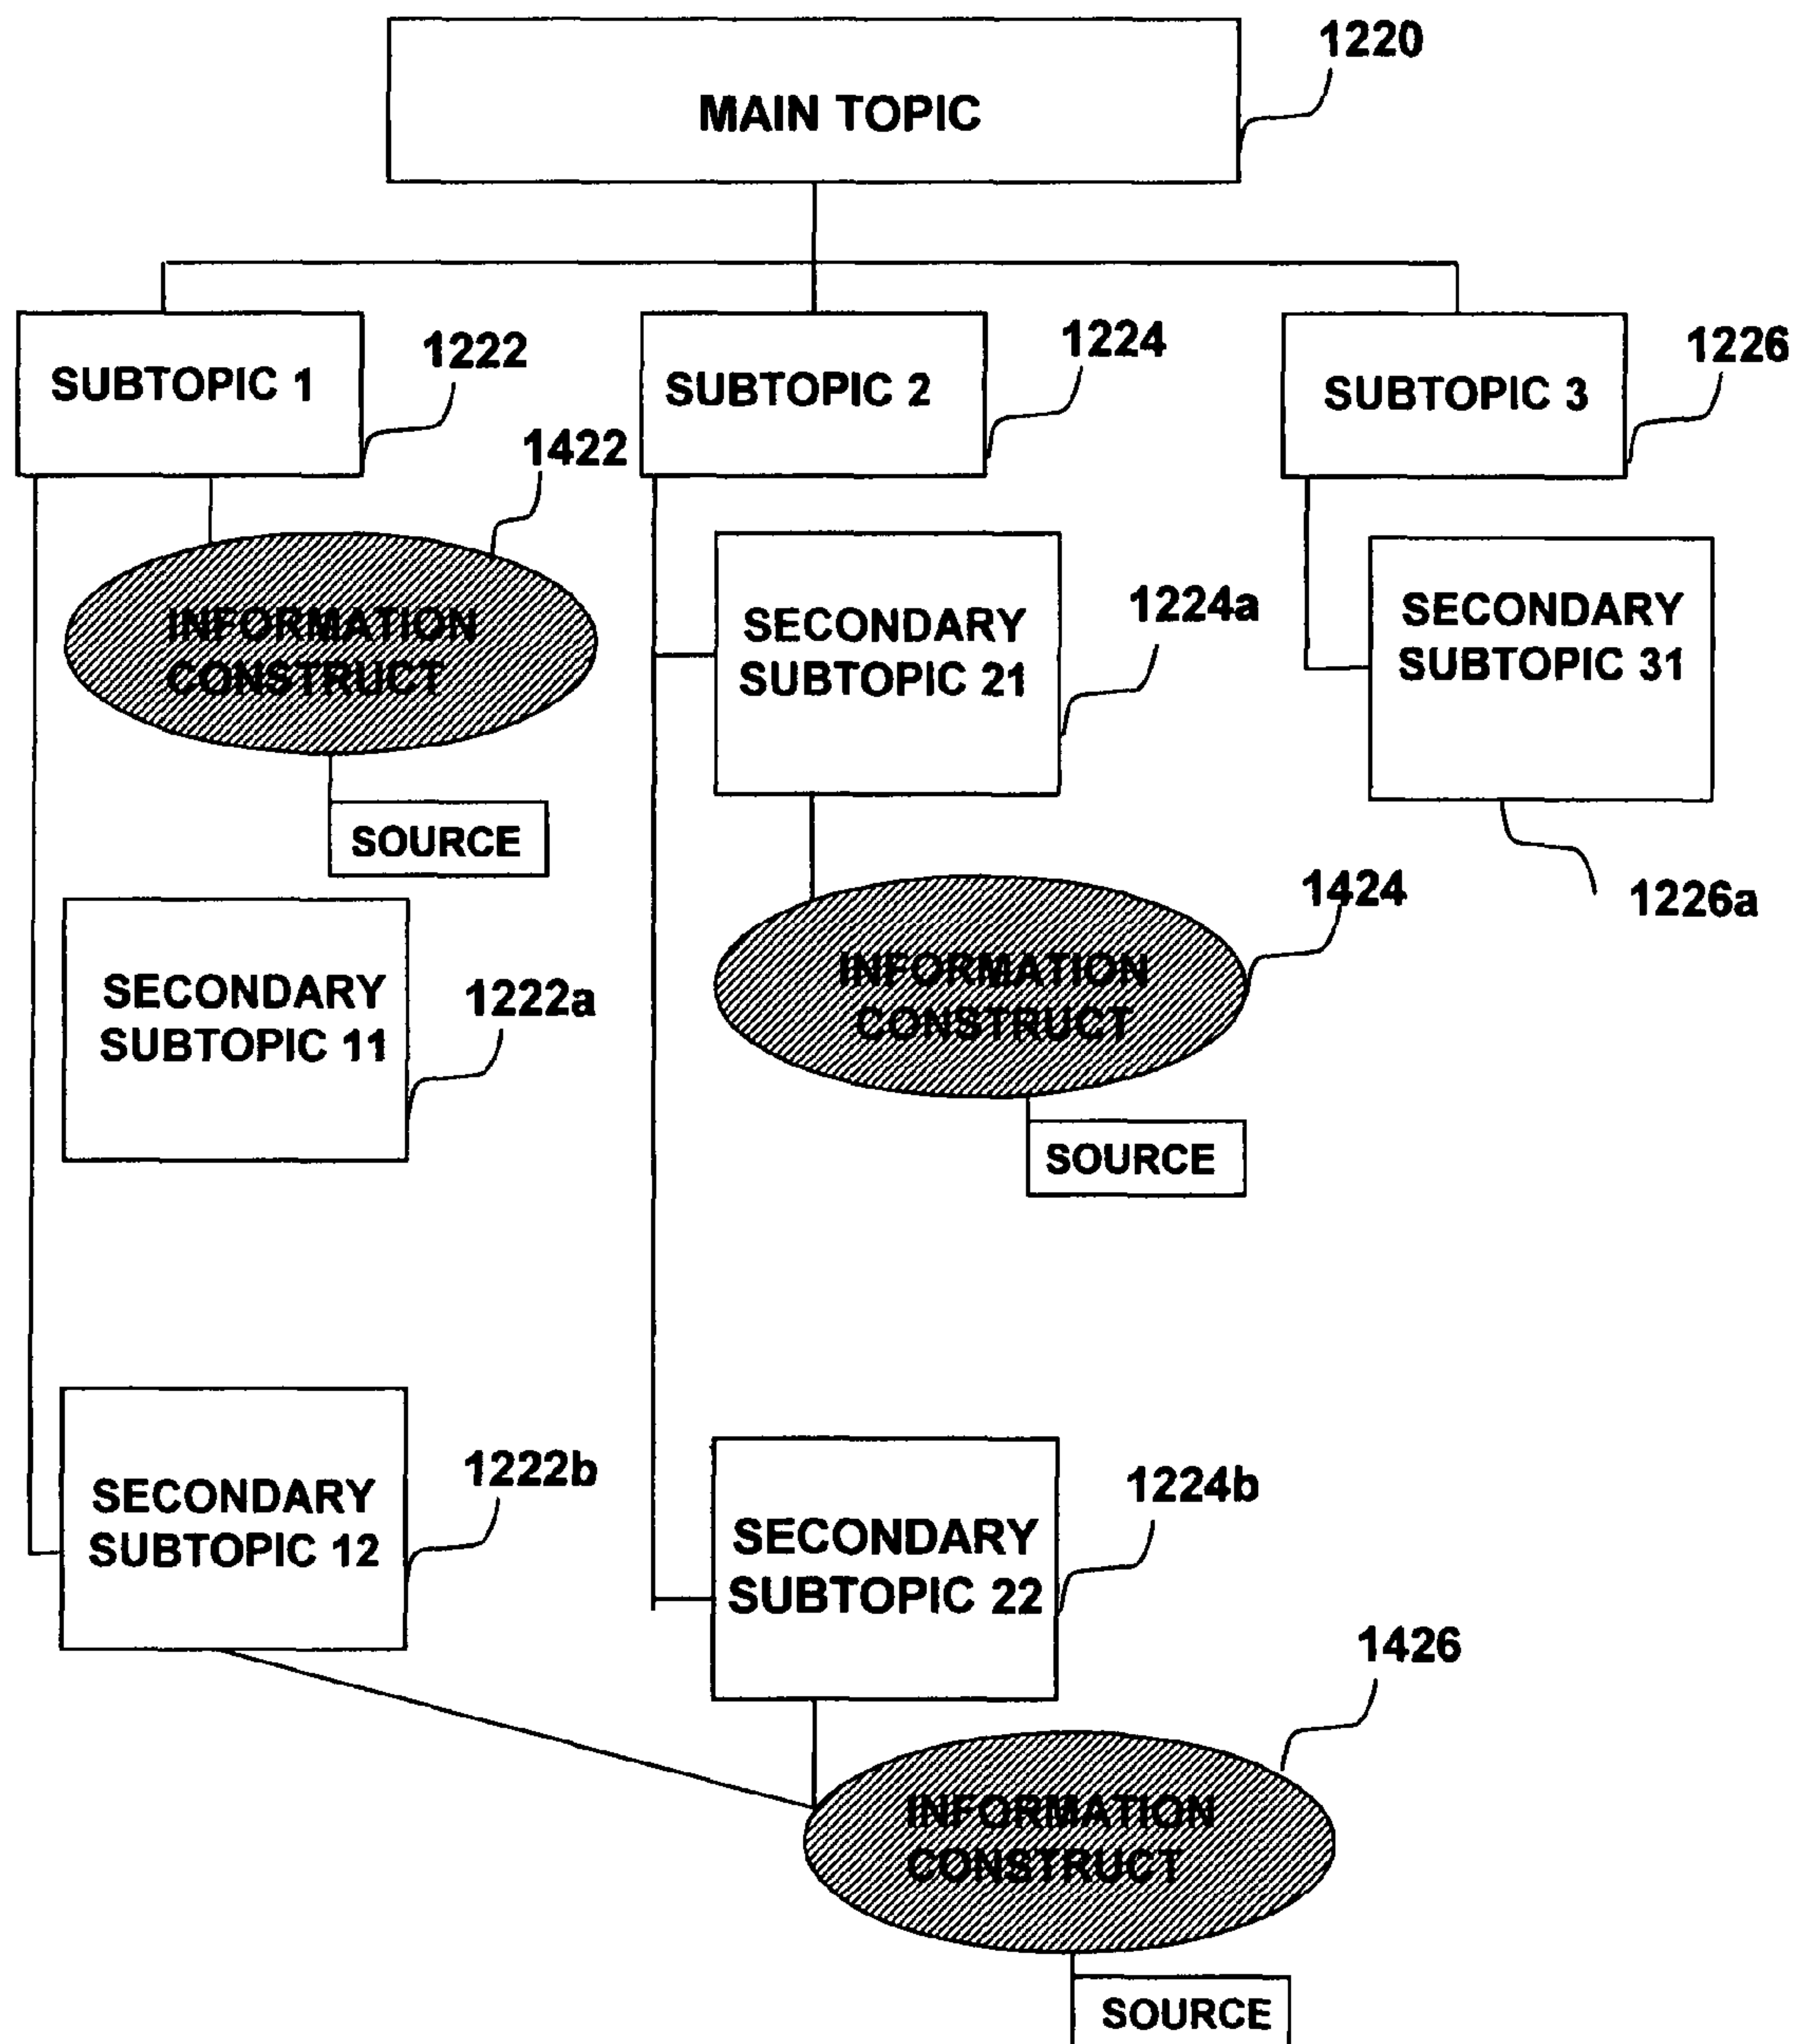 1220
MAIN TOPIC
SUBTOPIC 1
1222
SUBTOPIC 2
1224
SUBTOPIC 3
1226
1422
INFORMATION
CONSTRUCT
SOURCE
SECONDARY
SUBTOPIC 21
1224a
SECONDARY
SUBTOPIC 31
1226a
1424
INFORMATION
CONSTRUCT
SOURCE
SECONDARY
SUBTOPIC 11
1222a
SECONDARY
SUBTOPIC 12
1222b
SECONDARY
SUBTOPIC 22
1224b
1426
INFORMATION
CONSTRUCT
SOURCE